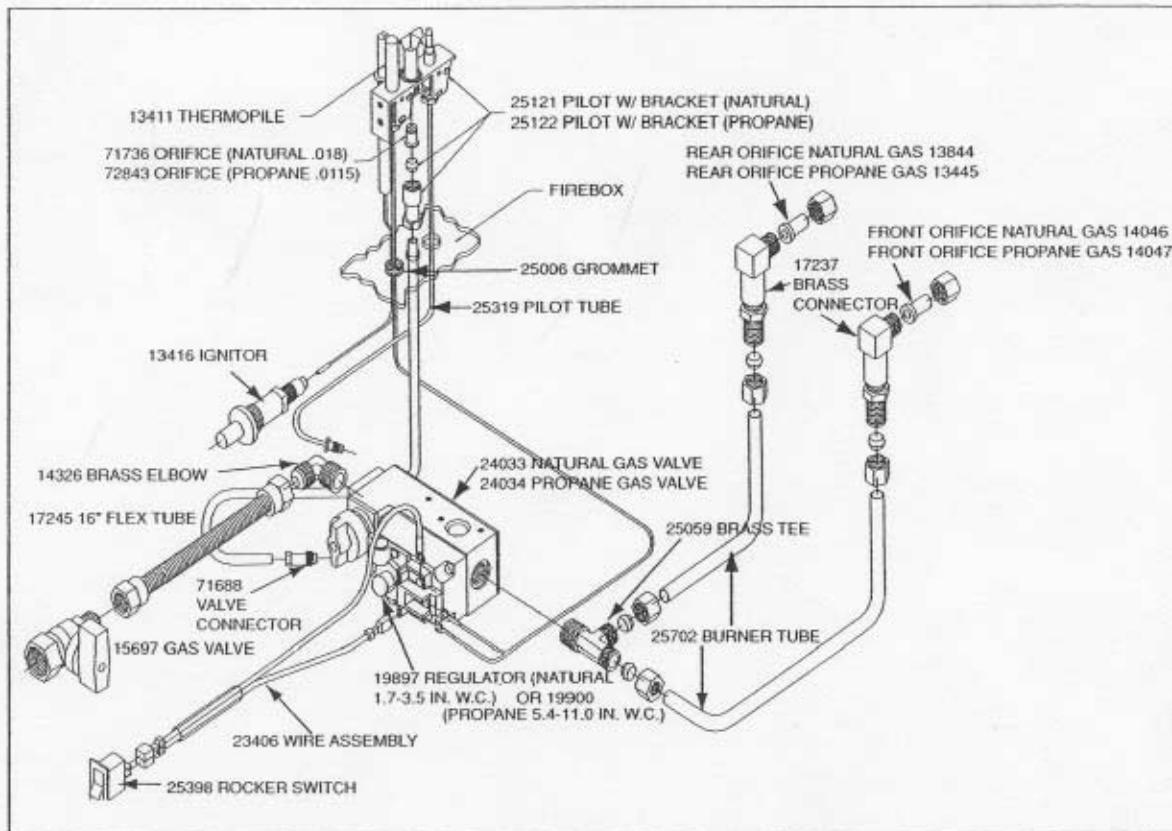 13411 THERMOPILE
25121 PILOT W/ BRACKET (NATURAL)
25122 PILOT W/ BRACKET (PROPANE)
71736 ORIFICE (NATURAL .018)
72843 ORIFICE (PROPANE .0115)
REAR ORIFICE NATURAL GAS 13844
REAR ORIFICE PROPANE GAS 13445
FIREBOX
FRONT ORIFICE NATURAL GAS 14046
FRONT ORIFICE PROPANE GAS 14047
25006 GROMMET
17237
BRASS
CONNECTOR
25319 PILOT TUBE
13416 IGNITOR
14326 BRASS ELBOW
24033 NATURAL GAS VALVE
24034 PROPANE GAS VALVE
17245 16" FLEX TUBE
25059 BRASS TEE
71688
VALVE
CONNECTOR
15697 GAS VALVE
25702 BURNER TUBE
19897 REGULATOR (NATURAL
1.7-3.5 IN. W.C.) OR 19900
(PROPANE 5.4-11.0 IN. W.C.)
23406 WIRE ASSEMBLY
25398 ROCKER SWITCH